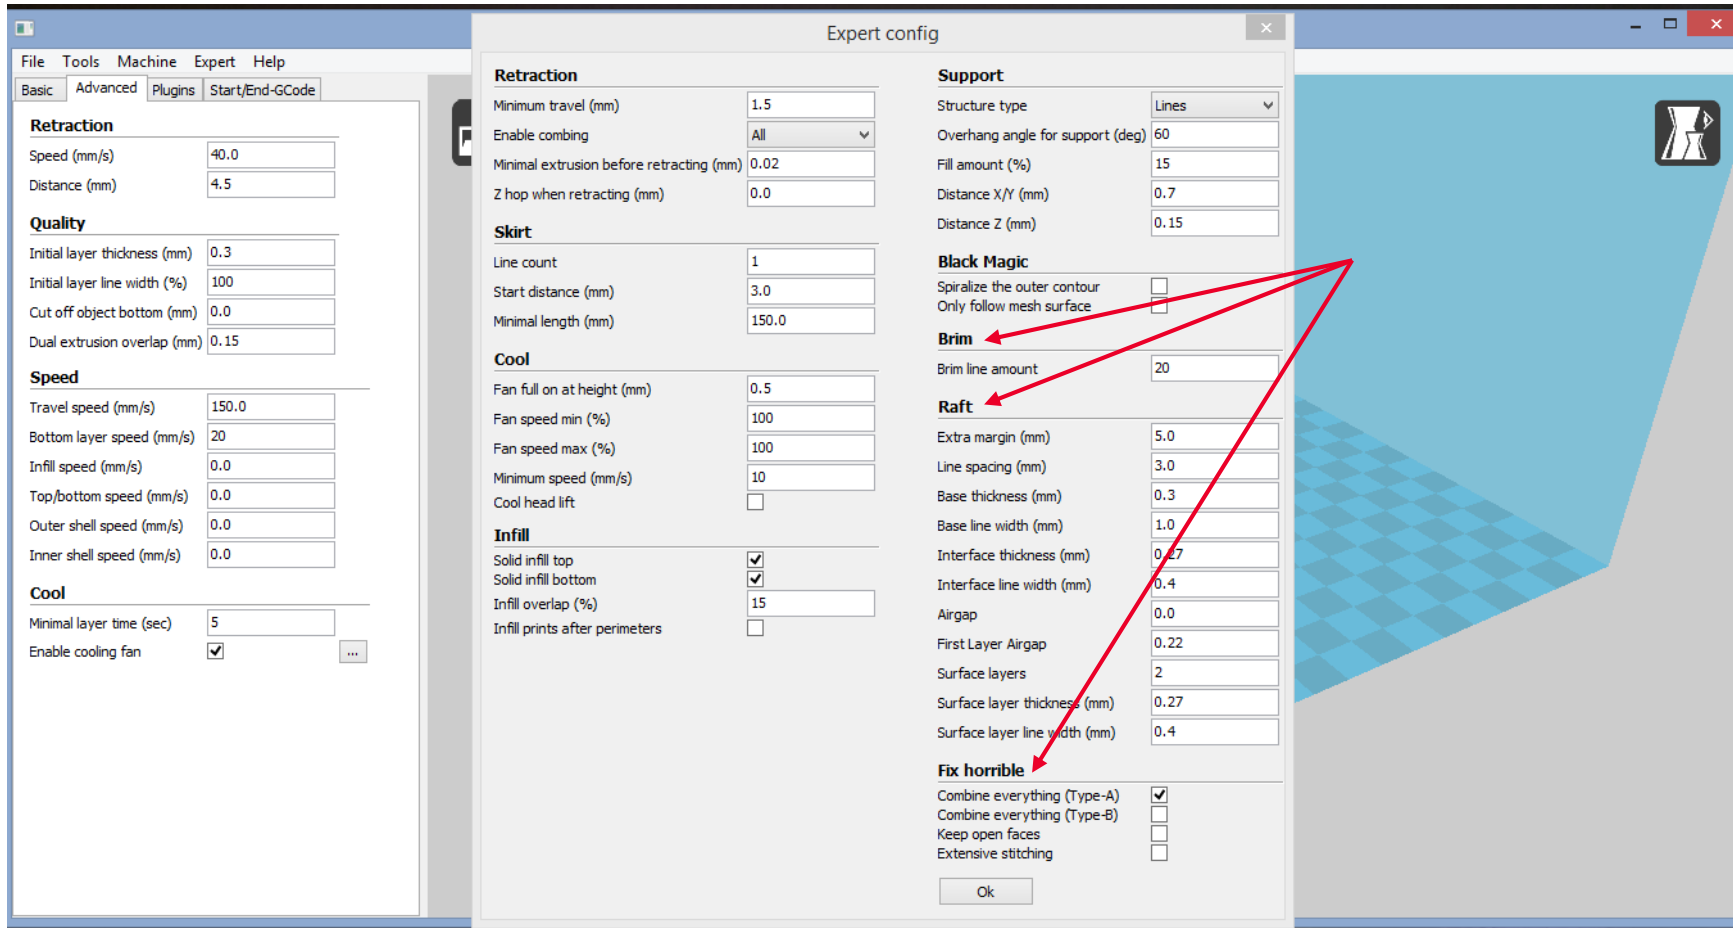 Expert config
File Tools Machine Expert Help
Basic Advanced Plugins Start/End-GCode
Retraction
Speed (mm/s) 40.0
Distance (mm) 4.5
Quality
Initial layer thickness (mm) 0.3
Initial layer line width (%) 100
Cut off object bottom (mm) 0.0
Dual extrusion overlap (mm) 0.15
Speed
Travel speed (mm/s) 150.0
Bottom layer speed (mm/s) 20
Infill speed (mm/s) 0.0
Top/bottom speed (mm/s) 0.0
Outer shell speed (mm/s) 0.0
Inner shell speed (mm/s) 0.0
Cool
Minimal layer time (sec) 5
Enable cooling fan ...
Retraction
Minimum travel (mm) 1.5
Enable combing All
Minimal extrusion before retracting (mm) 0.02
Z hop when retracting (mm) 0.0
Skirt
Line count 1
Start distance (mm) 3.0
Minimal length (mm) 150.0
Cool
Fan full on at height (mm) 0.5
Fan speed min (%) 100
Fan speed max (%) 100
Minimum speed (mm/s) 10
Cool head lift
Infill
Solid infill top
Solid infill bottom
Infill overlap (%) 15
Infill prints after perimeters
Support
Structure type Lines
Overhang angle for support (deg) 60
Fill amount (%) 15
Distance X/Y (mm) 0.7
Distance Z (mm) 0.15
Black Magic
Spiralize the outer contour
Only follow mesh surface
Brim
Brim line amount 20
Raft
Extra margin (mm) 5.0
Line spacing (mm) 3.0
Base thickness (mm) 0.3
Base line width (mm) 1.0
Interface thickness (mm) 0.27
Interface line width (mm) 0.4
Airgap 0.0
First Layer Airgap 0.22
Surface layers 2
Surface layer thickness (mm) 0.27
Surface layer line width (mm) 0.4
Fix horrible
Combine everything (Type-A)
Combine everything (Type-B)
Keep open faces
Extensive stitching
Ok